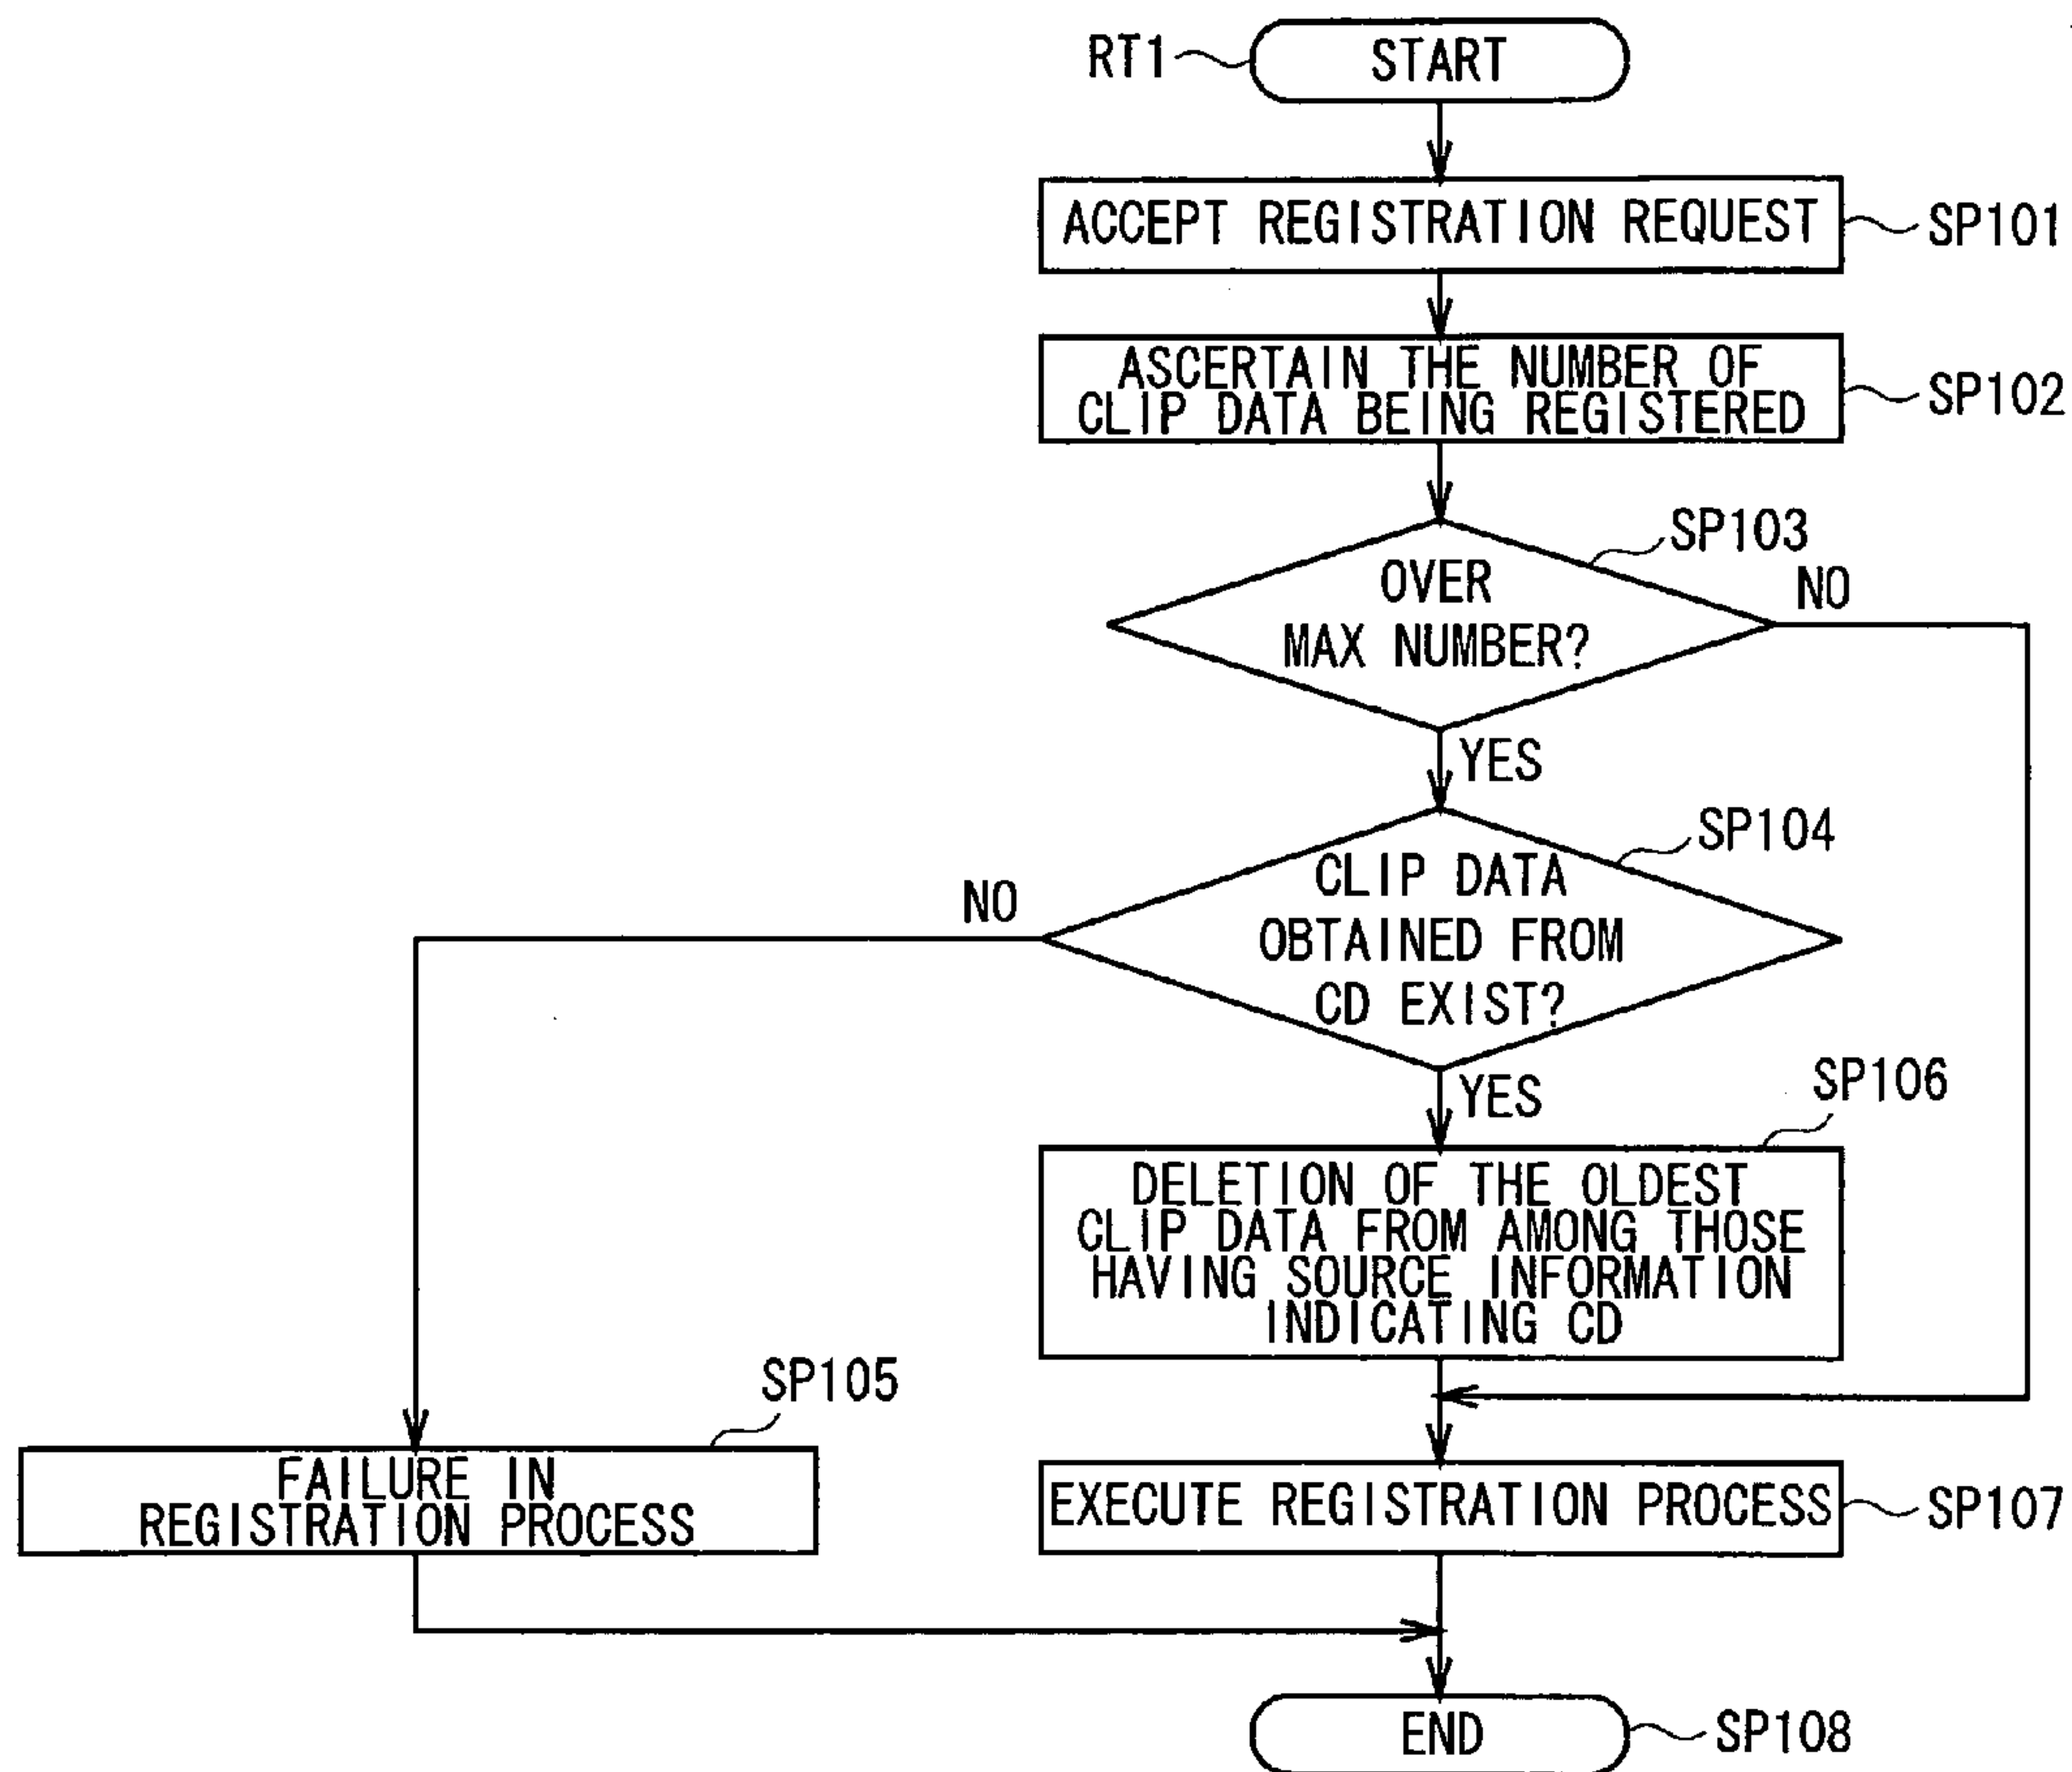 RT1
START
ACCEPT REGISTRATION REQUEST
SP101
ASCERTAIN THE NUMBER OF
CLIP DATA BEING REGISTERED
SP102
SP103
OVER
MAX NUMBER?
NO
YES
SP104
CLIP DATA
OBTAINED FROM
CD EXIST?
NO
YES
SP106
DELETION OF THE OLDEST
CLIP DATA FROM AMONG THOSE
HAVING SOURCE INFORMATION
INDICATING CD
SP105
FAILURE IN
REGISTRATION PROCESS
EXECUTE REGISTRATION PROCESS
SP107
END
SP108